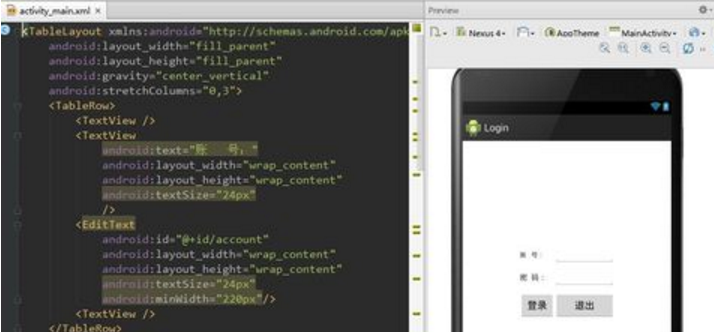 activity_main.xml ×
<TableLayout xmlns:android="http://schemas.android.com/apk
android:layout_width="fill_parent"
android:layout_height="fill_parent"
android:gravity="center_vertical"
android:stretchColumns="0,3">
<TableRow>
<TextView />
<TextView
android:text="账 号："
android:layout_width="wrap_content"
android:layout_height="wrap_content"
android:textSize="24px"
/>
<EditText
android:id="@+id/account"
android:layout_width="wrap_content"
android:layout_height="wrap_content"
android:textSize="24px"
android:minWidth="220px"/>
<TextView />
</TableRow>
Preview
Nexus 4
AppTheme
MainActivity
Login
账 号：
密 码：
登录 退出